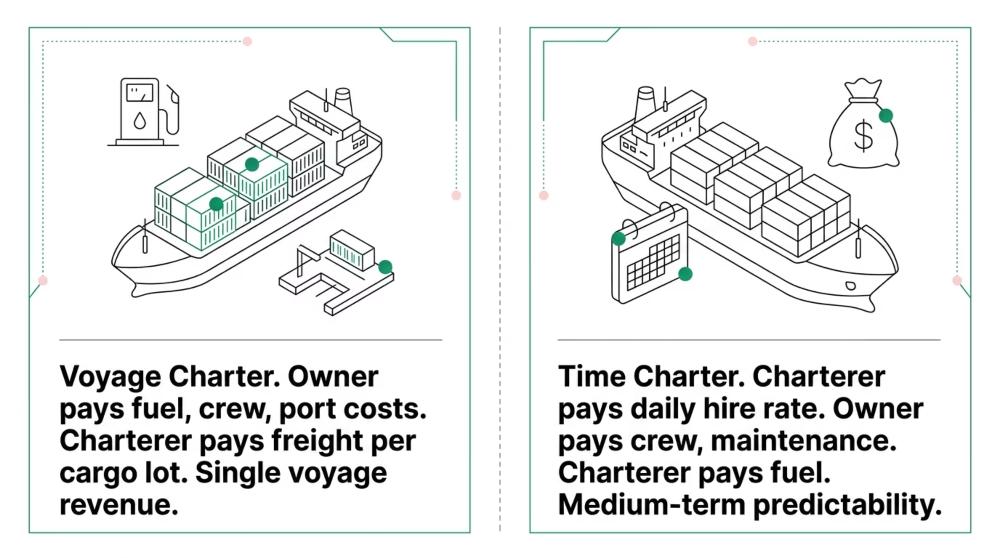 Voyage Charter. Owner
pays fuel, crew, port costs.
Charterer pays freight per
cargo lot. Single voyage
revenue.
$
Time Charter. Charterer
pays daily hire rate. Owner
pays crew, maintenance.
Charterer pays fuel.
Medium-term predictability.